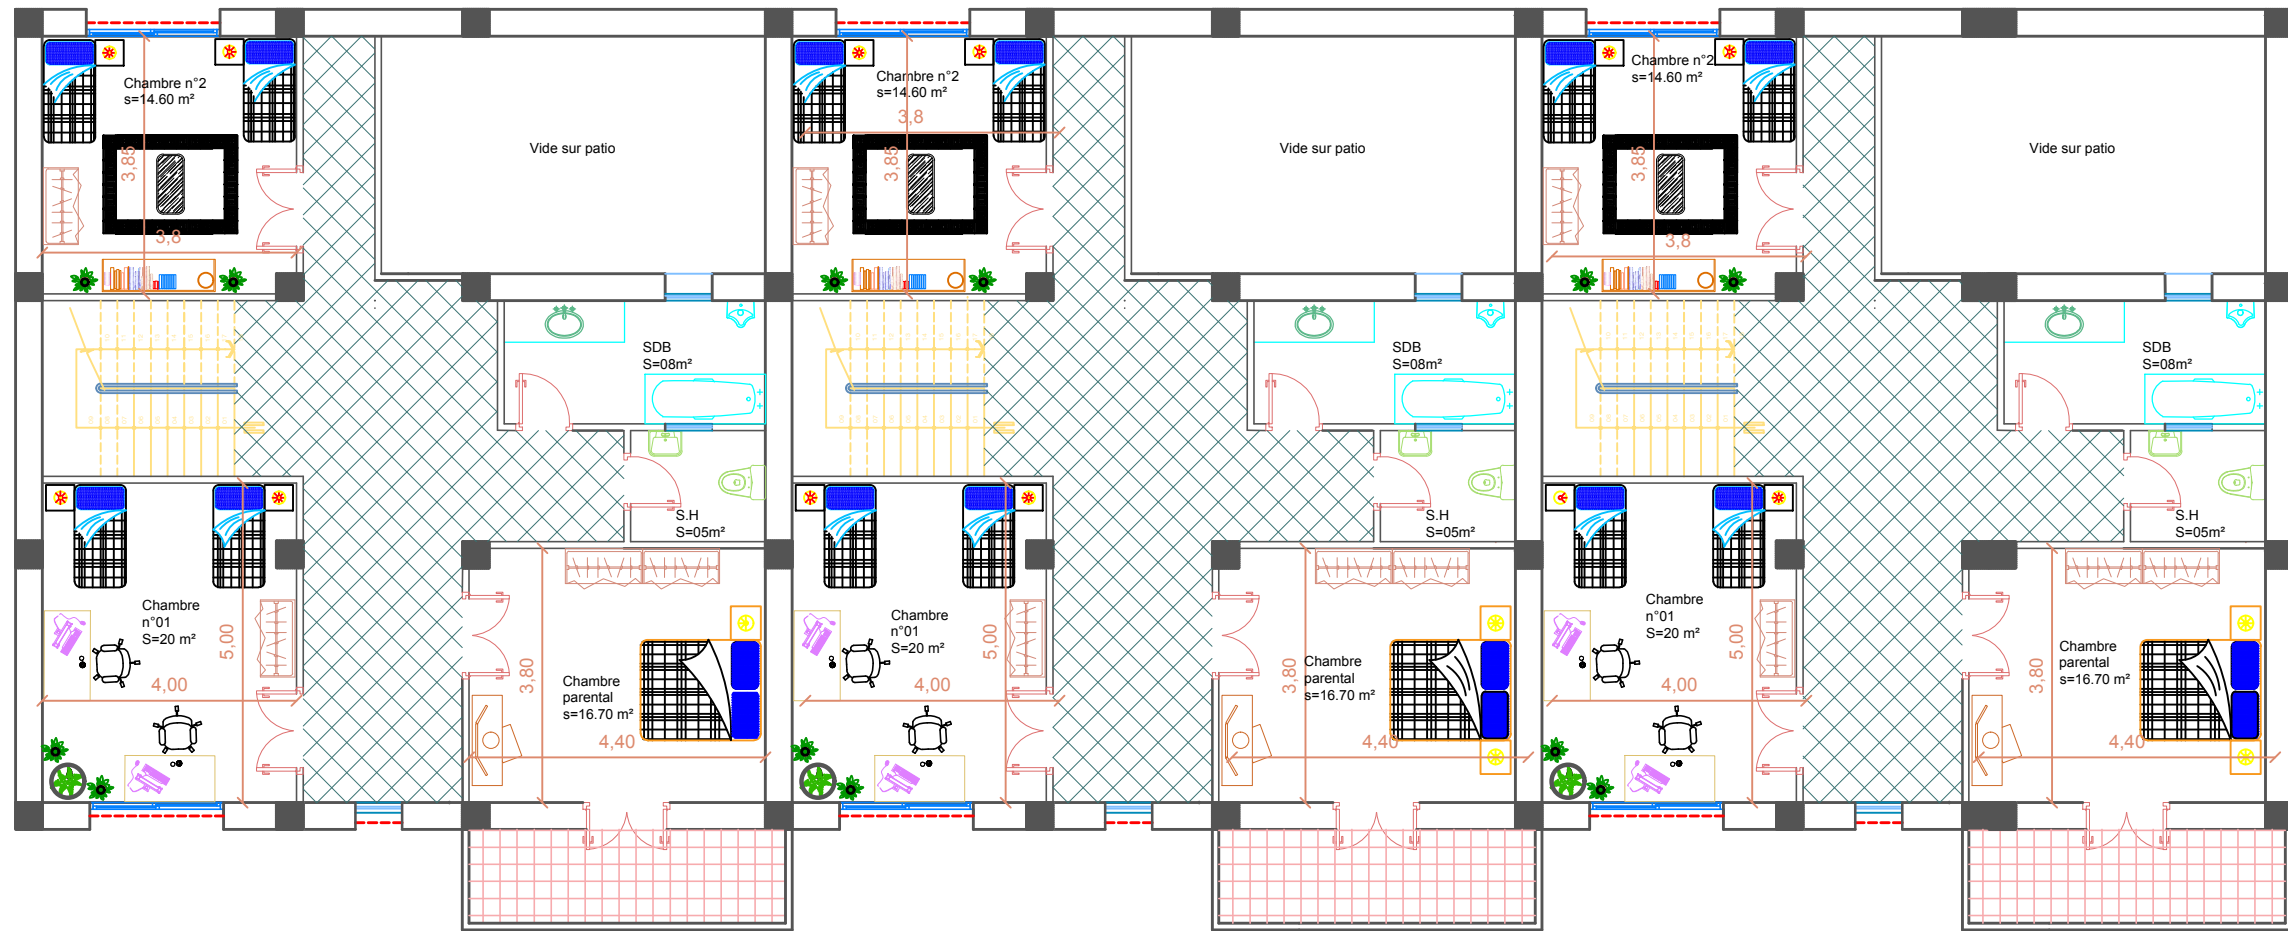 Chambre n°2
s=14.60 m²
3,85
3,8
Vide sur patio
SDB
S=08m²
S.H
S=05m²
Chambre
n°01
S=20 m²
5,00
4,00
Chambre
parental
s=16.70 m²
3,80
4,40
Chambre n°2
s=14.60 m²
3,8
3,85
Vide sur patio
SDB
S=08m²
S.H
S=05m²
Chambre
n°01
S=20 m²
5,00
4,00
Chambre
parental
s=16.70 m²
3,80
4,40
Chambre n°2
s=14.60 m²
3,85
3,8
Vide sur patio
SDB
S=08m²
S.H
S=05m²
Chambre
n°01
S=20 m²
5,00
4,00
Chambre
parental
s=16.70 m²
3,80
4,40